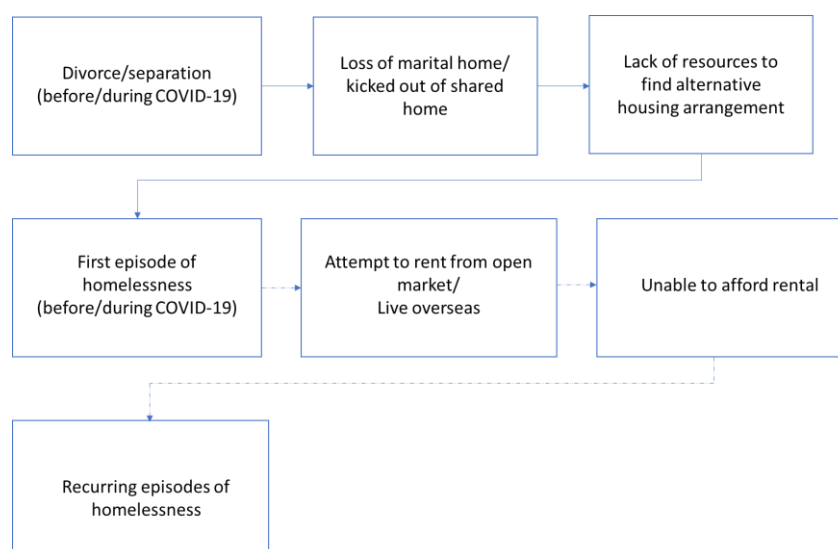 Divorce/separation
(before/during COVID-19)
Loss of marital home/
kicked out of shared
home
Lack of resources to
find alternative
housing arrangement
First episode of
homelessness
(before/during COVID-19)
Attempt to rent from open
market/
Live overseas
Unable to afford rental
Recurring episodes of
homelessness